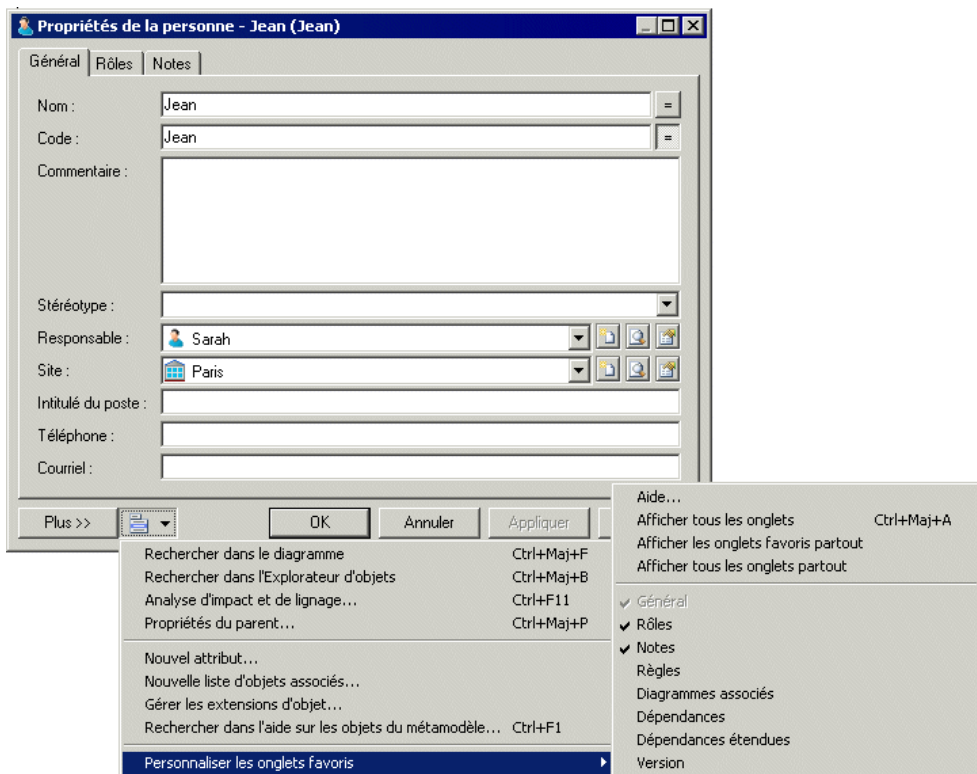 Propriétés de la personne - Jean (Jean)
Général Rôles Notes
Nom : Jean =
Code : Jean =
Commentaire :
Stéréotype :
Responsable : Sarah
Site : Paris
Intitulé du poste :
Téléphone :
Courriel :
Plus >> OK Annuler Appliquer
Rechercher dans le diagramme Ctrl+Maj+F
Rechercher dans l'Explorateur d'objets Ctrl+Maj+B
Analyse d'impact et de lignage... Ctrl+F11
Propriétés du parent... Ctrl+Maj+P
Nouvel attribut...
Nouvelle liste d'objets associés...
Gérer les extensions d'objet...
Rechercher dans l'aide sur les objets du métamodèle... Ctrl+F1
Personnaliser les onglets favoris
Aide...
Afficher tous les onglets Ctrl+Maj+A
Afficher les onglets favoris partout
Afficher tous les onglets partout
Général
Rôles
Notes
Règles
Diagrammes associés
Dépendances
Dépendances étendues
Version